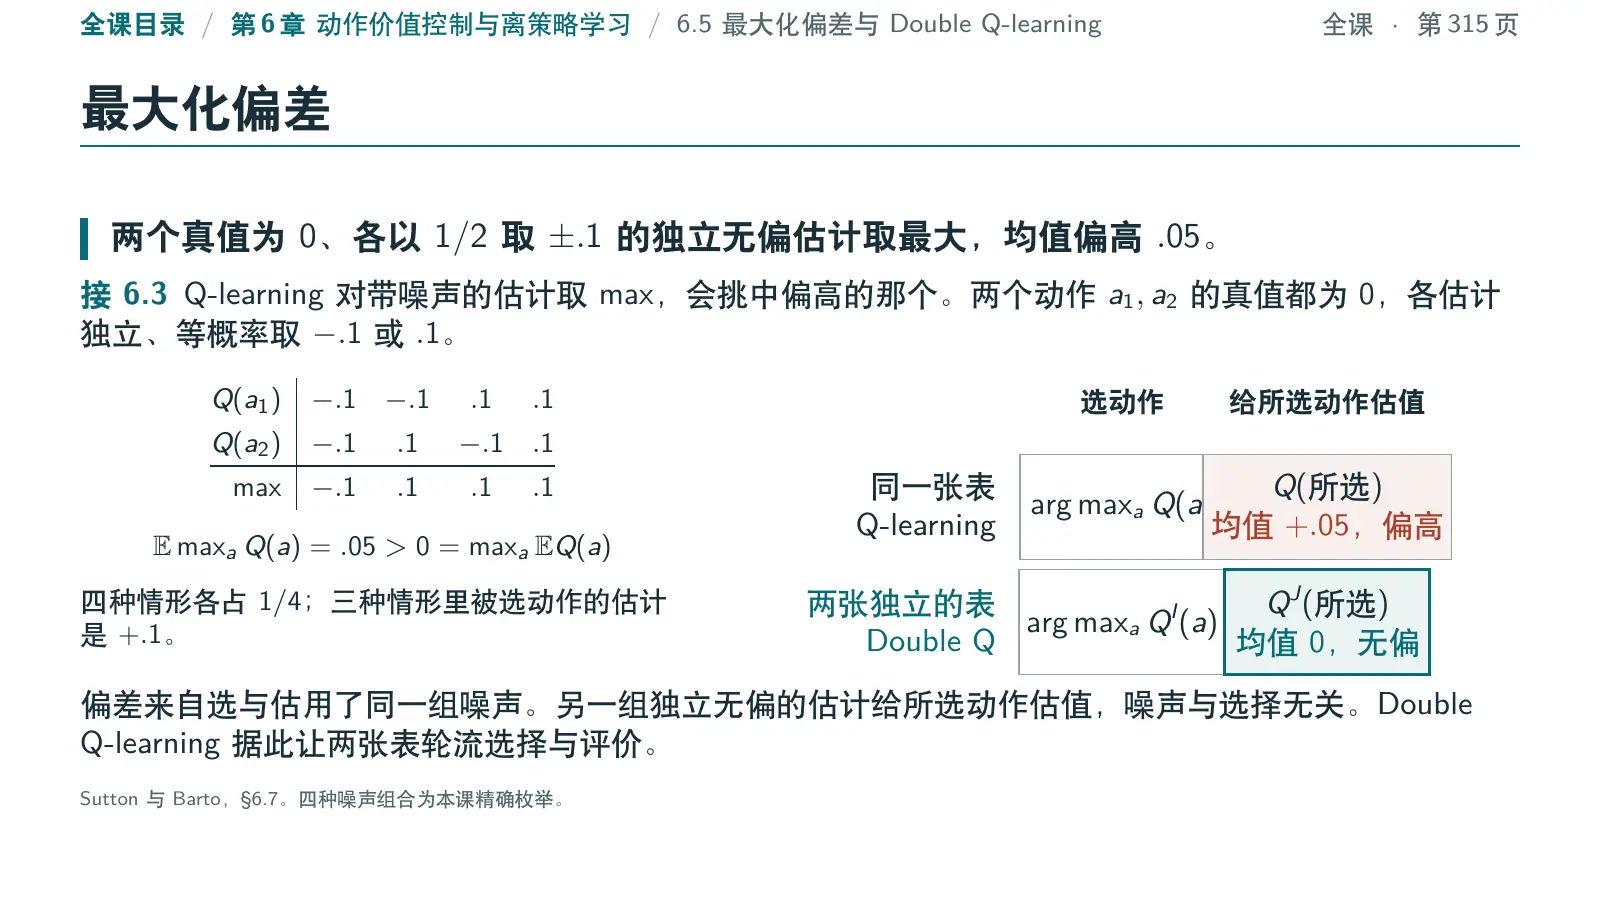 全课目录 / 第 6 章 动作价值控制与离策略学习 / 6.5 最大化偏差与 Double Q-learning 全课 · 第 315 页
最大化偏差
两个真值为 0、各以 1/2 取 ±.1 的独立无偏估计取最大，均值偏高 .05。
接 6.3 Q-learning 对带噪声的估计取 max，会挑中偏高的那个。两个动作 a₁, a₂ 的真值都为 0，各估计
独立、等概率取 −.1 或 .1。
Q(a₁) −.1 −.1 .1 .1
Q(a₂) −.1 .1 −.1 .1
max −.1 .1 .1 .1
𝔼 maxₐ Q(a) = .05 > 0 = maxₐ 𝔼Q(a)
四种情形各占 1/4；三种情形里被选动作的估计
是 +.1。
选动作 给所选动作估值
同一张表
Q-learning
arg maxₐ Q(a
Q(所选)
均值 +.05，偏高
两张独立的表
Double Q
arg maxₐ Qᴵ(a)
Qᴶ(所选)
均值 0，无偏
偏差来自选与估用了同一组噪声。另一组独立无偏的估计给所选动作估值，噪声与选择无关。Double
Q-learning 据此让两张表轮流选择与评价。
Sutton 与 Barto，§6.7。四种噪声组合为本课精确枚举。